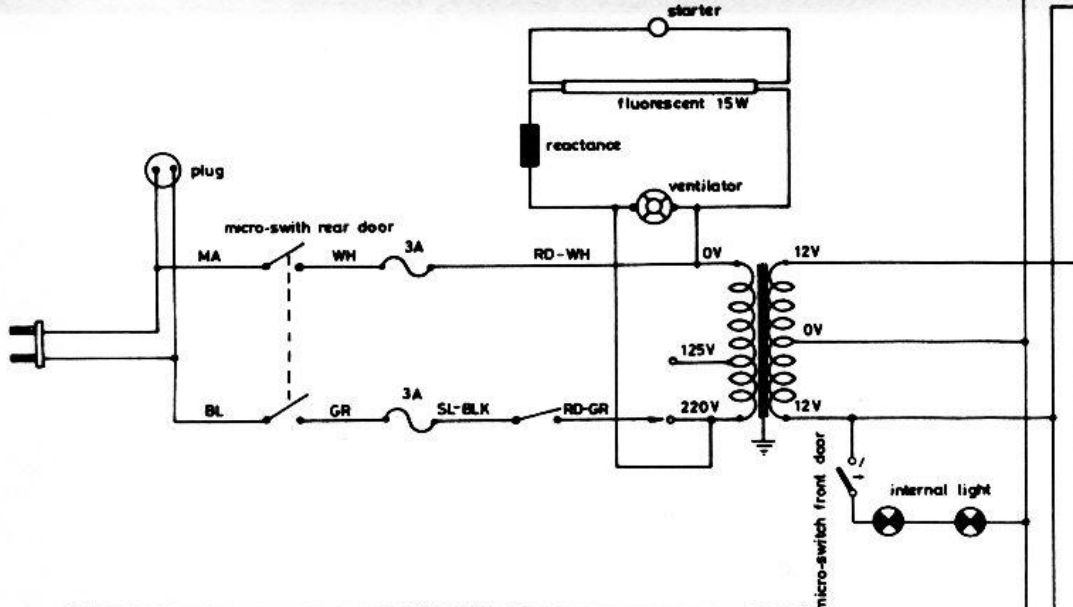 starter
fluorescent 15W
reactance
plug
ventilator
micro-swith rear door
MA
WH
3A
RD-WH
0V
12V
125V
0V
BL
GR
3A
SL-BLK
RD-GR
220V
12V
micro-switch front door
internal light